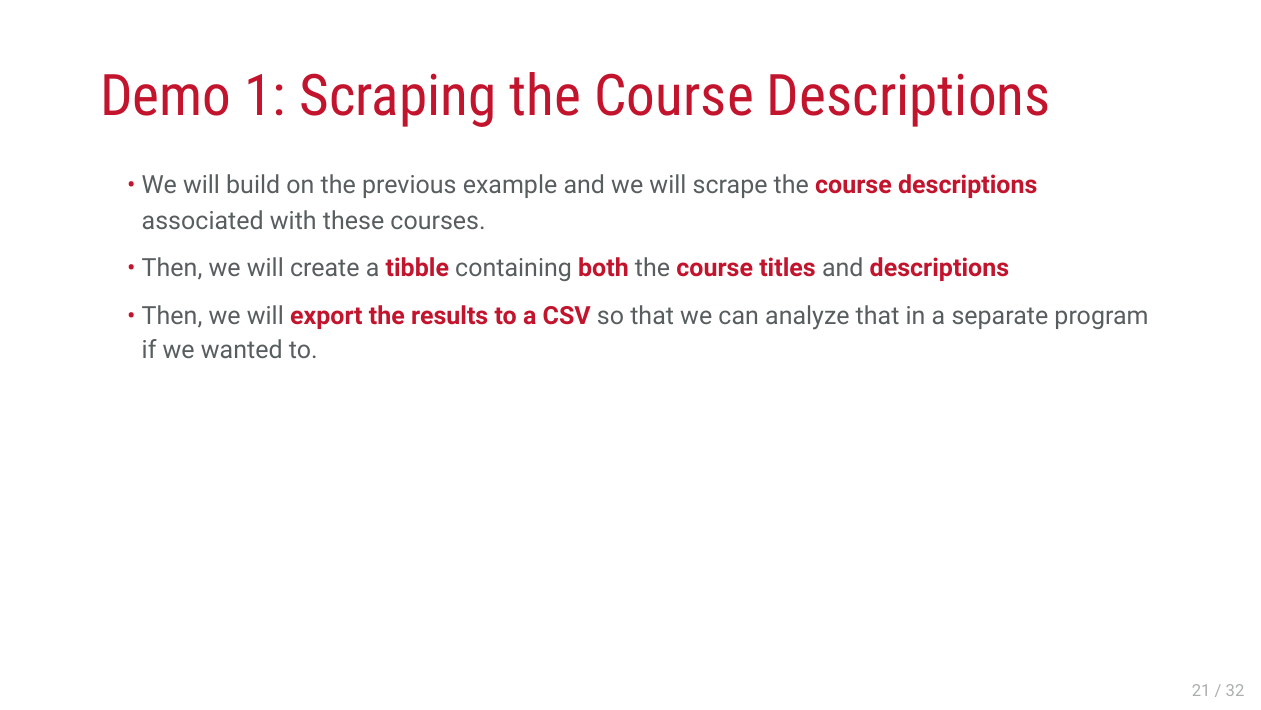 Demo 1: Scraping the Course Descriptions
• We will build on the previous example and we will scrape the course descriptions
associated with these courses.
• Then, we will create a tibble containing both the course titles and descriptions
• Then, we will export the results to a CSV so that we can analyze that in a separate program
if we wanted to.
21 / 32